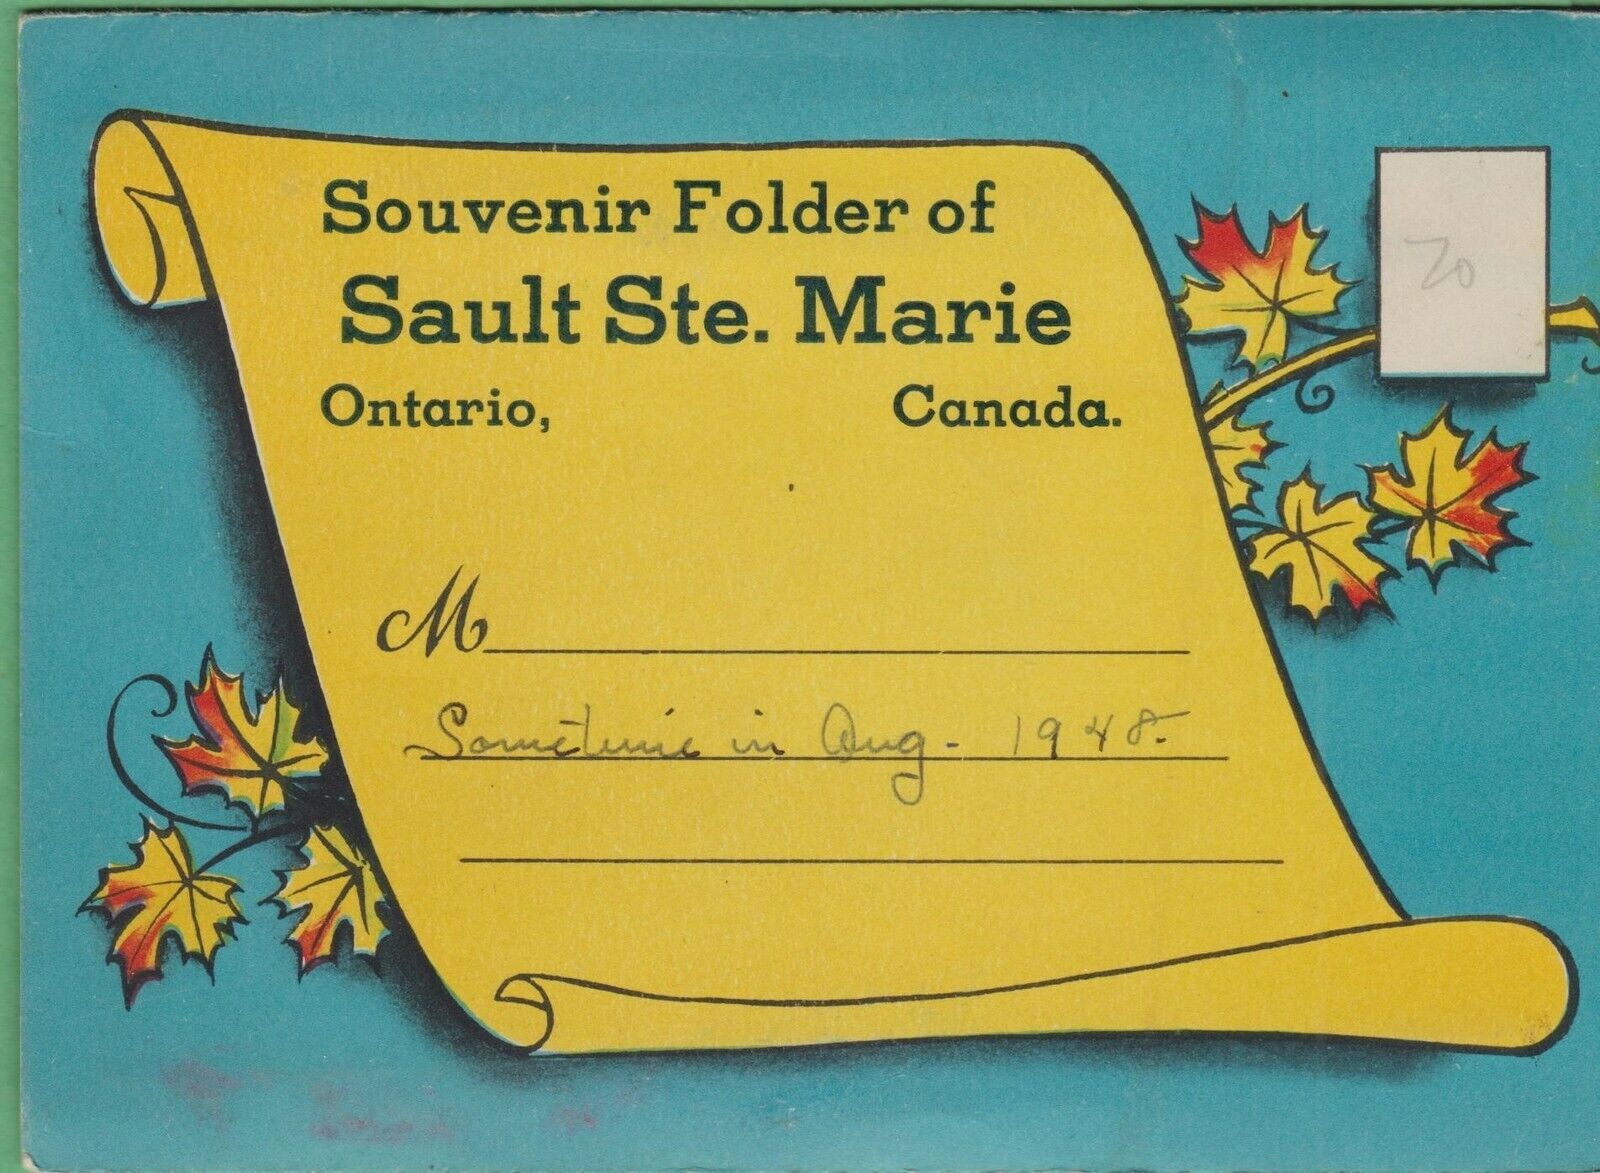 Souvenir Folder of
Sault Ste. Marie
Ontario, Canada.
20
M
Sometime in Aug - 1948.